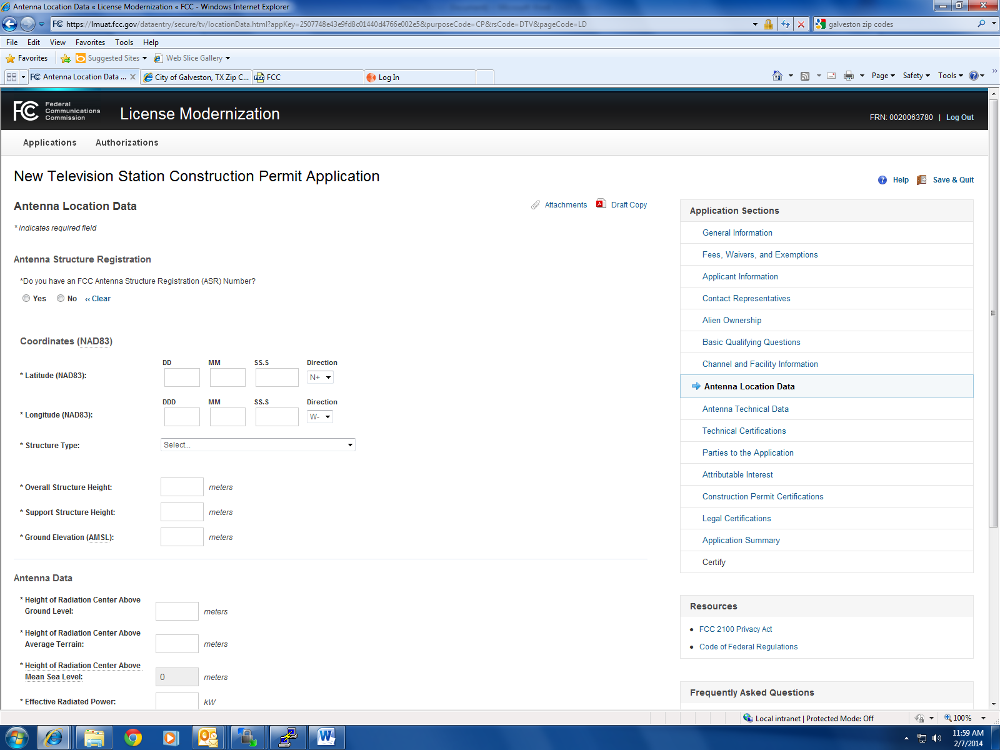 Antenna Location Data « License Modernization « FCC - Windows Internet Explorer
https://lmuat.fcc.gov/dataentry/secure/tv/locationData.html?appKey=2507748e43e9fd8c01440d4766e002e5&purposeCode=CP&rsCode=DTV&pageCode=LD
galveston zip codes
File Edit View Favorites Tools Help
Favorites Suggested Sites Web Slice Gallery
FC Antenna Location Data ... City of Galveston, TX Zip C... FCC Log In Page Safety Tools
FC Federal Communications Commission
License Modernization
FRN: 0020063780 | Log Out
Applications Authorizations
New Television Station Construction Permit Application
Help Save & Quit
Antenna Location Data
Attachments Draft Copy
* indicates required field
Antenna Structure Registration
*Do you have an FCC Antenna Structure Registration (ASR) Number?
Yes No ‹‹ Clear
Coordinates (NAD83)
DD MM SS.S Direction
* Latitude (NAD83): N+
DDD MM SS.S Direction
* Longitude (NAD83): W-
* Structure Type: Select...
* Overall Structure Height: meters
* Support Structure Height: meters
* Ground Elevation (AMSL): meters
Antenna Data
* Height of Radiation Center Above
Ground Level: meters
* Height of Radiation Center Above
Average Terrain: meters
* Height of Radiation Center Above
Mean Sea Level: 0 meters
* Effective Radiated Power: kW
Application Sections
General Information
Fees, Waivers, and Exemptions
Applicant Information
Contact Representatives
Alien Ownership
Basic Qualifying Questions
Channel and Facility Information
Antenna Location Data
Antenna Technical Data
Technical Certifications
Parties to the Application
Attributable Interest
Construction Permit Certifications
Legal Certifications
Application Summary
Certify
Resources
• FCC 2100 Privacy Act
• Code of Federal Regulations
Frequently Asked Questions
Local intranet | Protected Mode: Off
100%
11:59 AM
2/7/2014